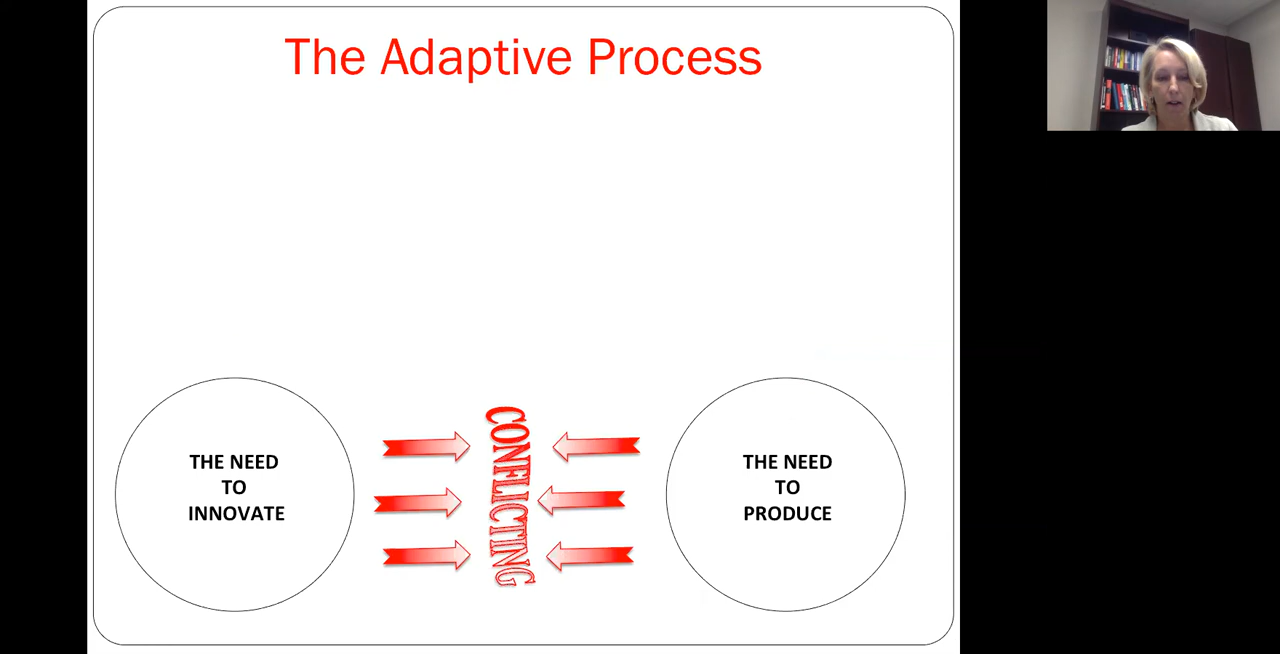 The Adaptive Process
THE NEED
TO
INNOVATE
CONFLICTING
THE NEED
TO
PRODUCE